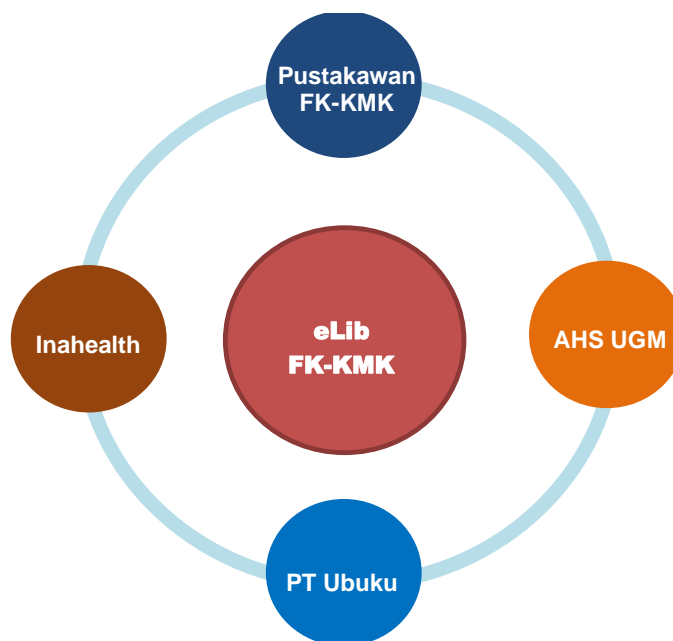 Pustakawan
FK-KMK
Inahealth
eLib
FK-KMK
AHS UGM
PT Ubuku